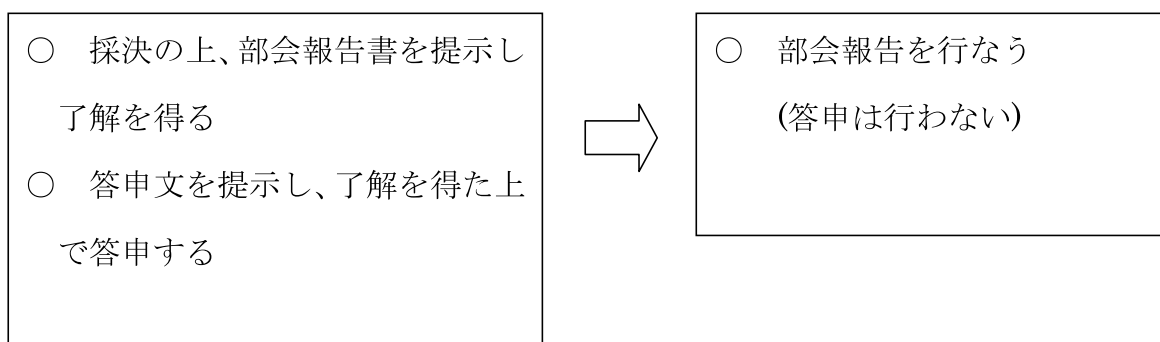 ○　採決の上、部会報告書を提示し
了解を得る
○　答申文を提示し、了解を得た上
で答申する
○　部会報告を行なう
(答申は行わない)